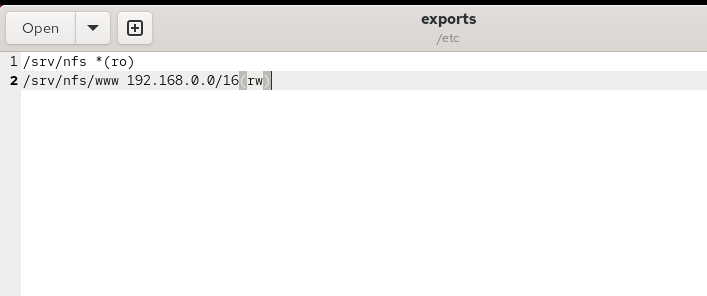 Open
exports
/etc
1 /srv/nfs *(ro)
2 /srv/nfs/www 192.168.0.0/16(rw)